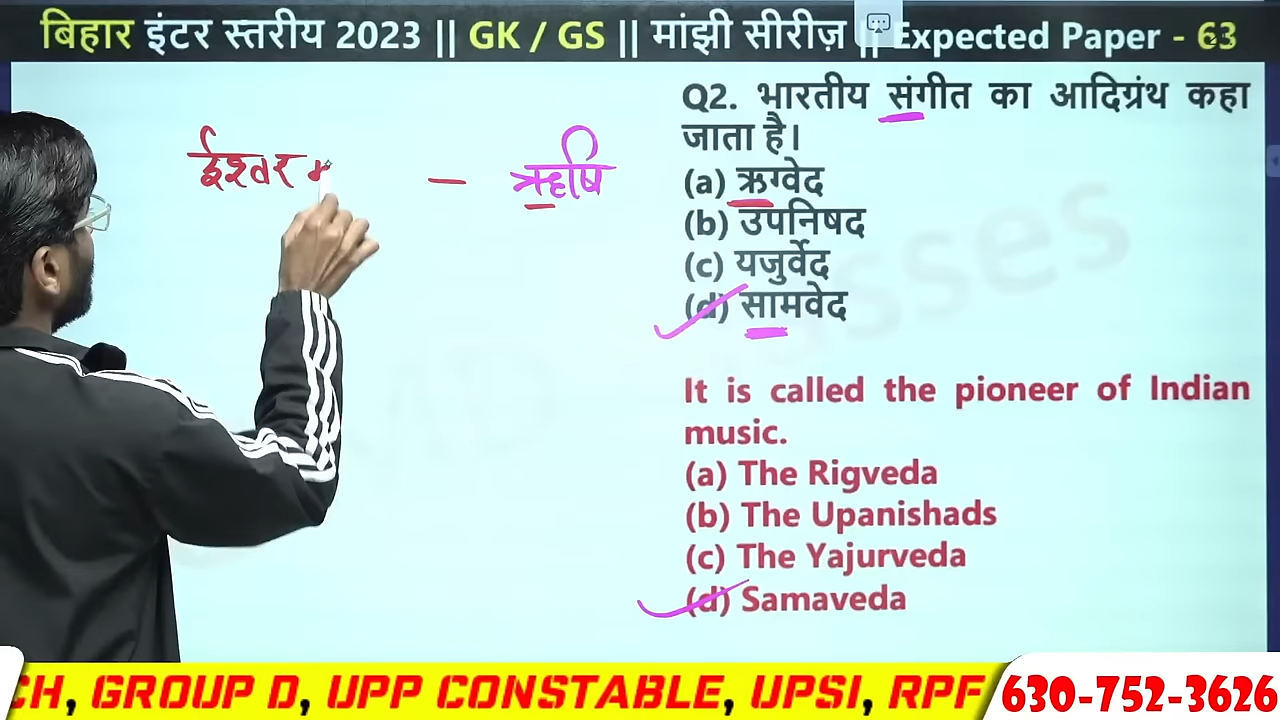 बिहार इंटर स्तरीय 2023 || GK / GS || मांझी सीरीज़ || Expected Paper - 63
ईश्वर
– ऋषि
Q2. भारतीय संगीत का आदिग्रंथ कहा
जाता है।
(a) ऋग्वेद
(b) उपनिषद
(c) यजुर्वेद
(d) सामवेद
It is called the pioneer of Indian
music.
(a) The Rigveda
(b) The Upanishads
(c) The Yajurveda
(d) Samaveda
CH, GROUP D, UPP CONSTABLE, UPSI, RPF
630-752-3626